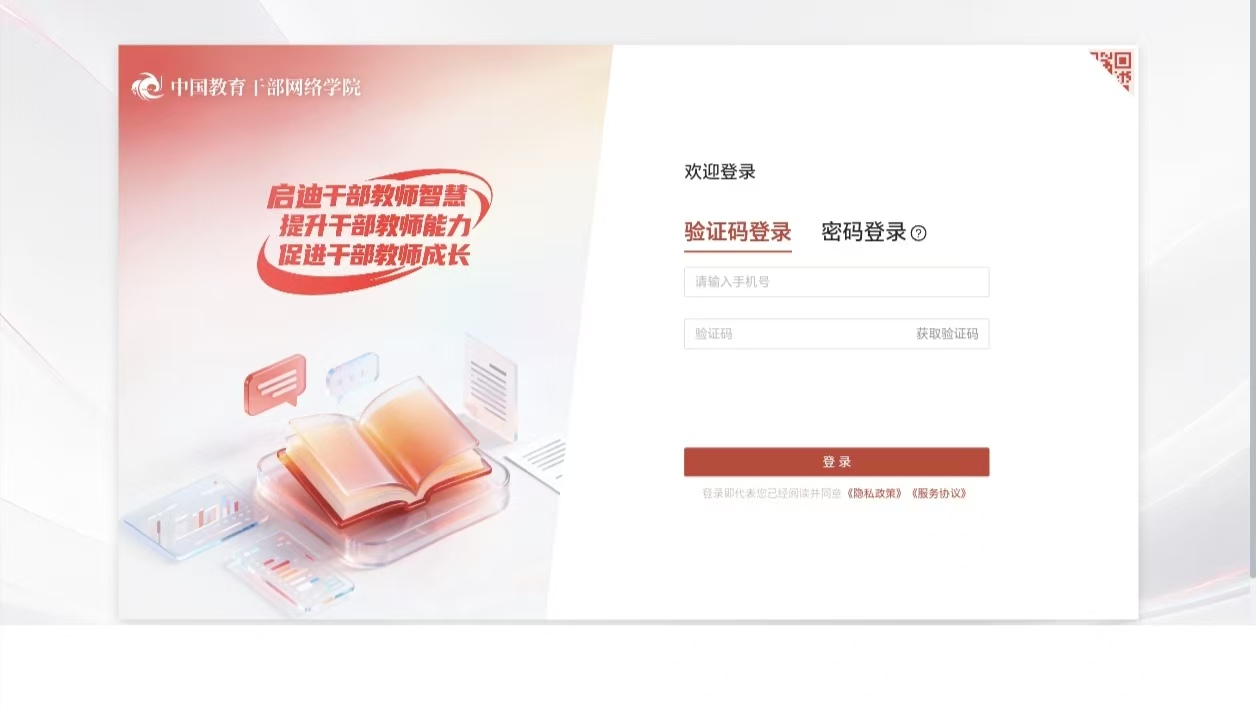 中国教育干部网络学院
启迪干部教师智慧
提升干部教师能力
促进干部教师成长
欢迎登录
验证码登录 密码登录?
请输入手机号
验证码 获取验证码
登录
登录即代表您已经阅读并同意《隐私政策》《服务协议》